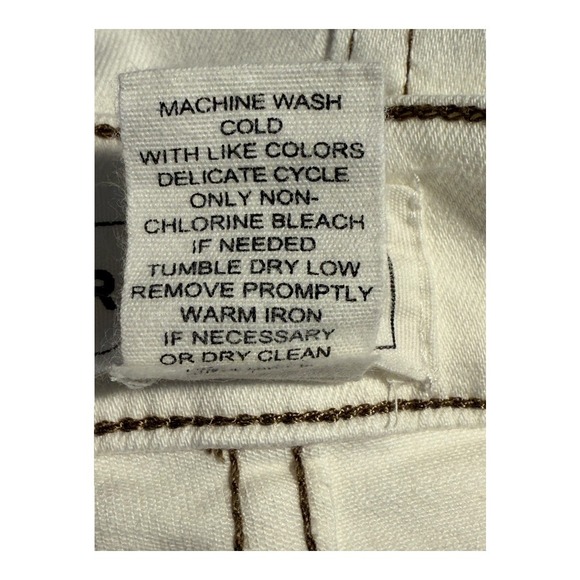 MACHINE WASH
COLD
WITH LIKE COLORS
DELICATE CYCLE
ONLY NON-
CHLORINE BLEACH
IF NEEDED
TUMBLE DRY LOW
R
REMOVE PROMPTLY
WARM IRON
IF NECESSARY
OR DRY CLEAN